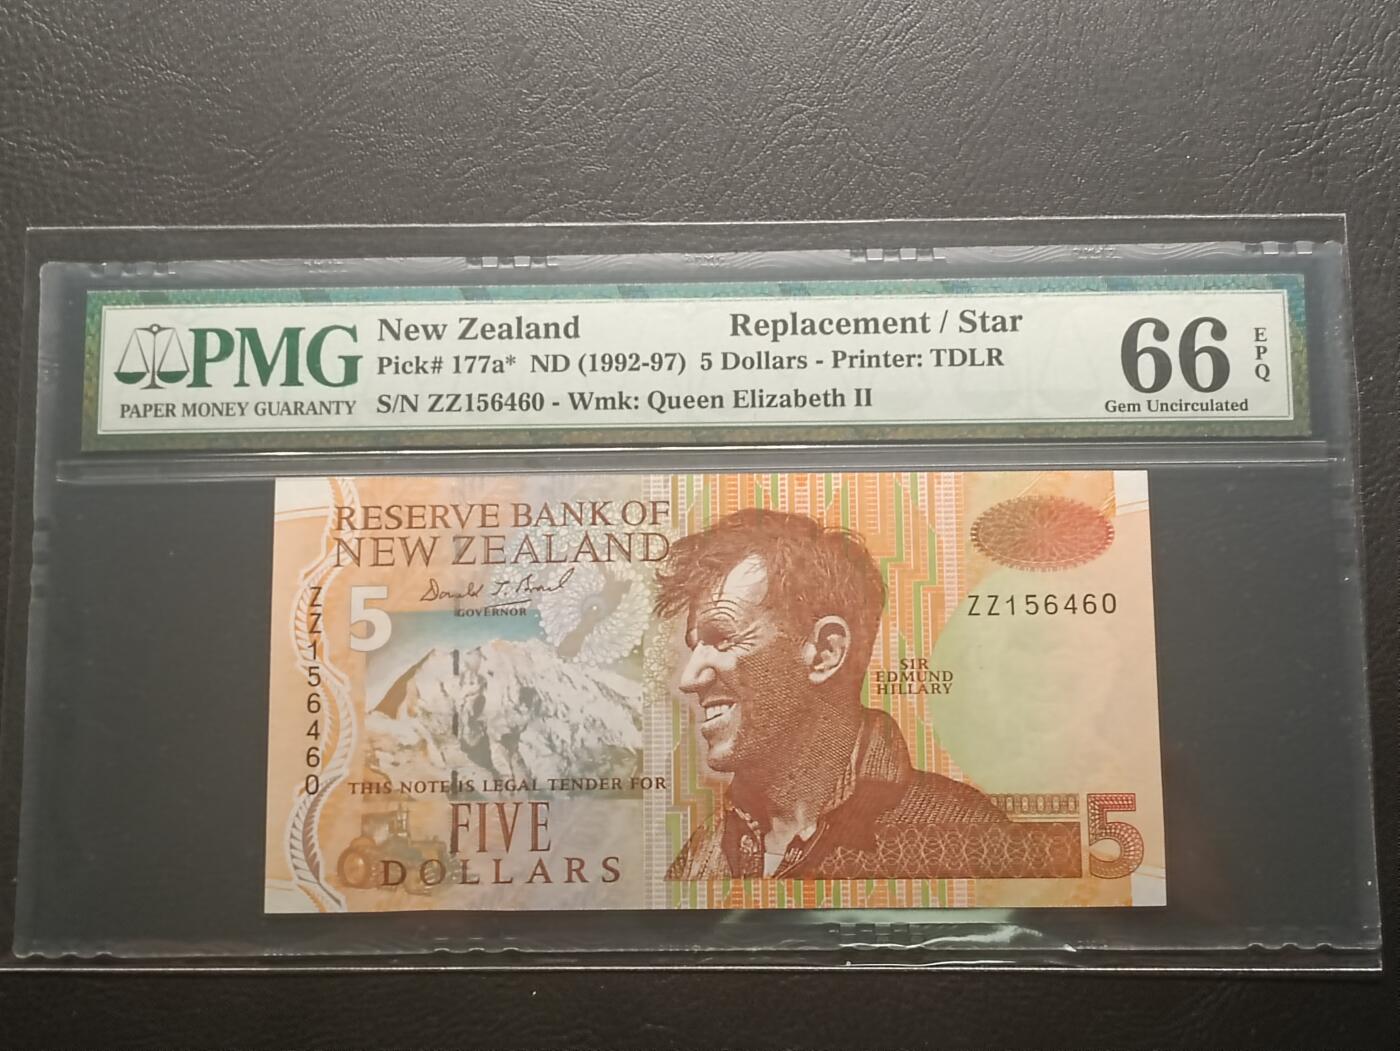 PMG
PAPER MONEY GUARANTY
New Zealand Replacement / Star
Pick# 177a* ND (1992-97) 5 Dollars - Printer: TDLR
S/N ZZ156460 - Wmk: Queen Elizabeth II
66
EPQ
Gem Uncirculated
RESERVE BANK OF
NEW ZEALAND
5
Donald T. Brash
GOVERNOR
ZZ156460
ZZ156460
SIR
EDMUND
HILLARY
THIS NOTE IS LEGAL TENDER FOR
FIVE
DOLLARS
5